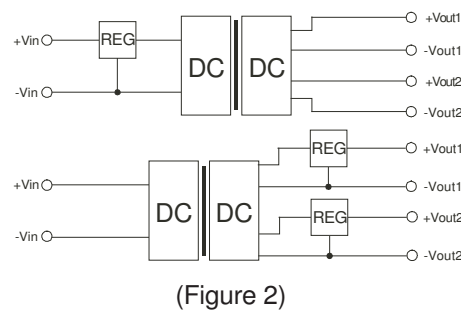 +Vin
REG
-Vin
DC
DC
+Vout1
-Vout1
+Vout2
-Vout2
+Vin
-Vin
DC
DC
REG
+Vout1
-Vout1
REG
+Vout2
-Vout2
(Figure 2)